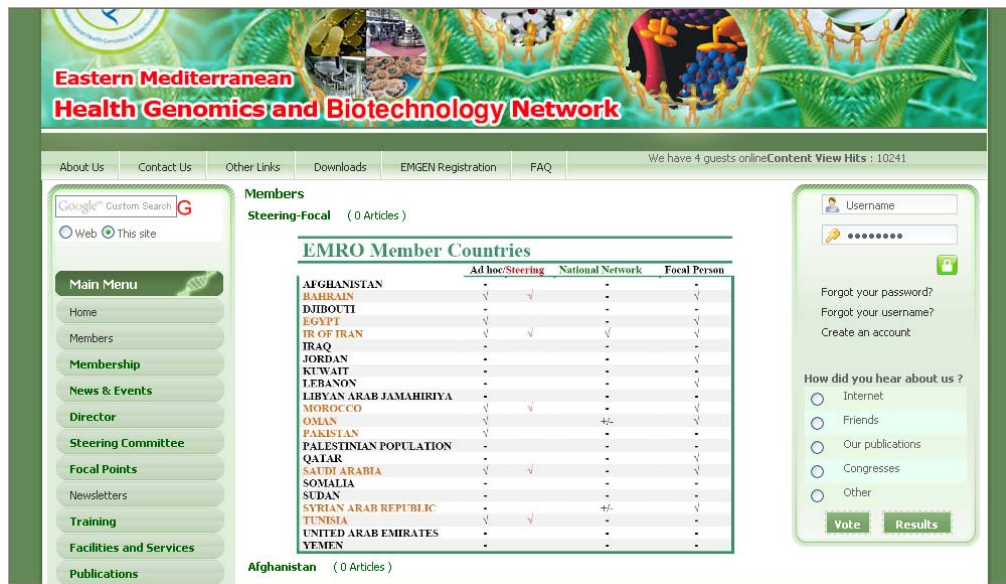 Eastern Mediterranean
Health Genomics and Biotechnology Network
About Us Contact Us Other Links Downloads EMGEN Registration FAQ We have 4 guests onlineContent View Hits : 10241
Google™ Custom Search G
Web This site
Main Menu
Home
Members
Membership
News & Events
Director
Steering Committee
Focal Points
Newsletters
Training
Facilities and Services
Publications
Members
Steering-Focal ( 0 Articles )
EMRO Member Countries
Ad hoc/Steering National Network Focal Person
AFGHANISTAN - - -
BAHRAIN √ √ - √
DJIBOUTI - - -
EGYPT √ - √
IR OF IRAN √ √ √ √
IRAQ - - -
JORDAN - - √
KUWAIT - - -
LEBANON - - √
LIBYAN ARAB JAMAHIRIYA - - -
MOROCCO √ √ - √
OMAN √ +/- √
PAKISTAN √ - -
PALESTINIAN POPULATION - - -
QATAR - - √
SAUDI ARABIA √ √ - √
SOMALIA - - -
SUDAN - - -
SYRIAN ARAB REPUBLIC - +/- √
TUNISIA √ √ - -
UNITED ARAB EMIRATES - - -
YEMEN - - -
Afghanistan ( 0 Articles )
Username
Forgot your password?
Forgot your username?
Create an account
How did you hear about us ?
Internet
Friends
Our publications
Congresses
Other
Vote Results